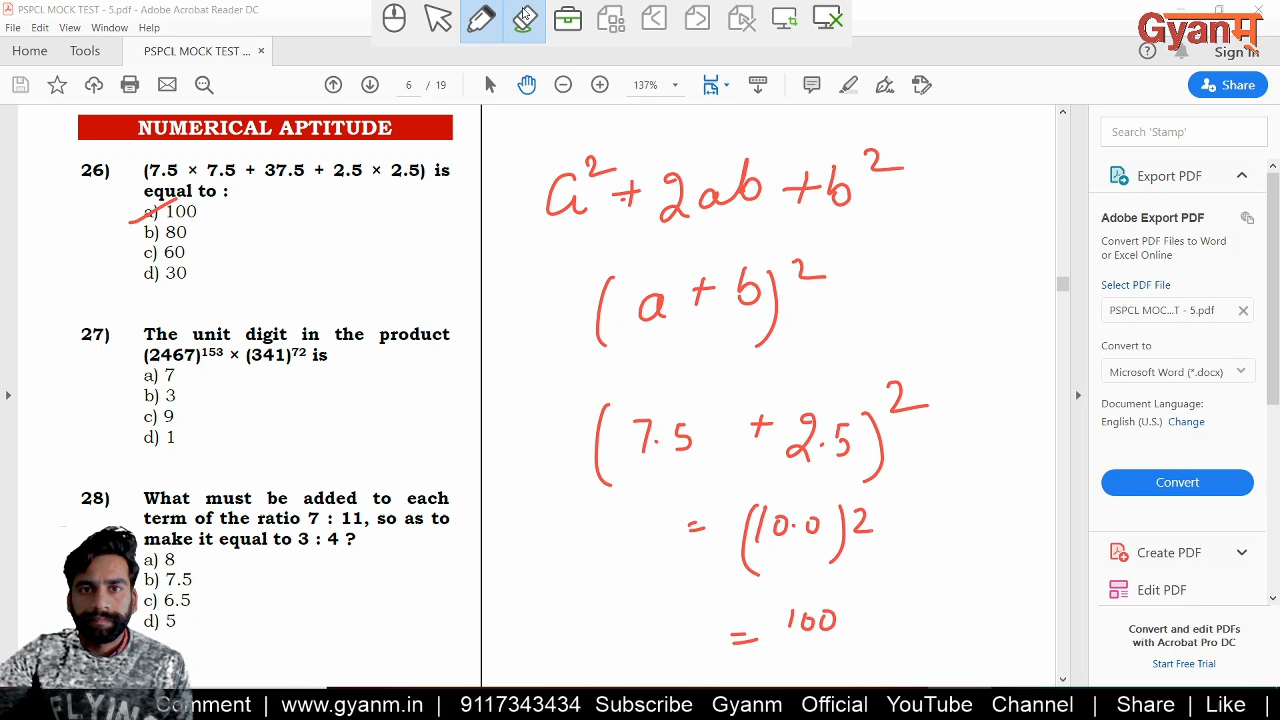 PSPCL MOCK TEST - 5.pdf - Adobe Acrobat Reader DC
File Edit View Window Help
Gyanम्
Home Tools PSPCL MOCK TEST ... ×
Sign In
6 / 19 137% Share
NUMERICAL APTITUDE
26) (7.5 × 7.5 + 37.5 + 2.5 × 2.5) is
equal to :
a) 100
b) 80
c) 60
d) 30
27) The unit digit in the product
(2467)¹⁵³ × (341)⁷² is
a) 7
b) 3
c) 9
d) 1
28) What must be added to each
term of the ratio 7 : 11, so as to
make it equal to 3 : 4 ?
a) 8
b) 7.5
c) 6.5
d) 5
a² + 2ab + b²
(a + b)²
(7.5 + 2.5)²
= (10.0)2
= 100
Search 'Stamp'
Export PDF
Adobe Export PDF
Convert PDF Files to Word
or Excel Online
Select PDF File
PSPCL MOC...T - 5.pdf
Convert to
Microsoft Word (*.docx)
Document Language:
English (U.S.) Change
Convert
Create PDF
Edit PDF
Convert and edit PDFs
with Acrobat Pro DC
Start Free Trial
FLYIN
omment | www.gyanm.in | 9117343434 Subscribe Gyanm Official YouTube Channel | Share | Like |